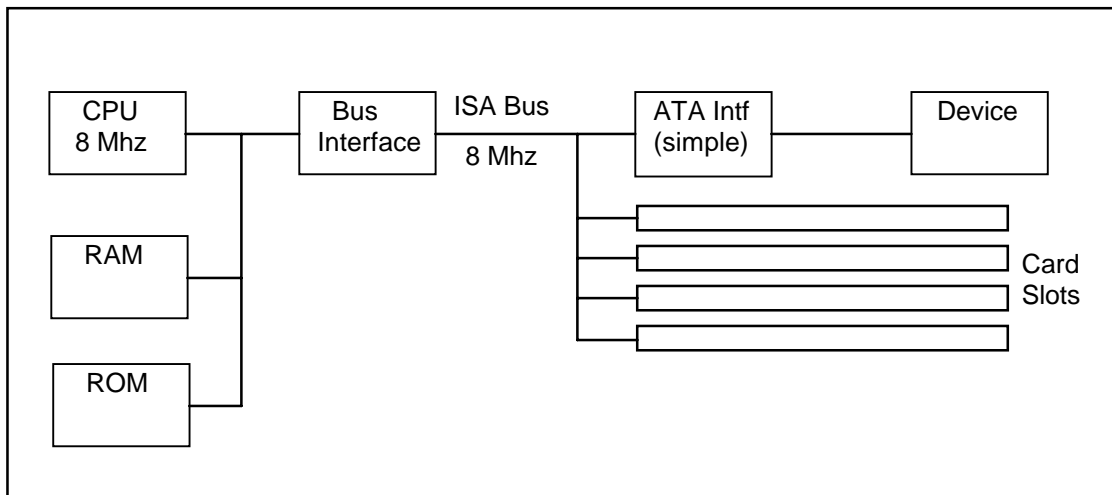 CPU
8 Mhz
Bus
Interface
ISA Bus
8 Mhz
ATA Intf
(simple)
Device
RAM
Card
Slots
ROM